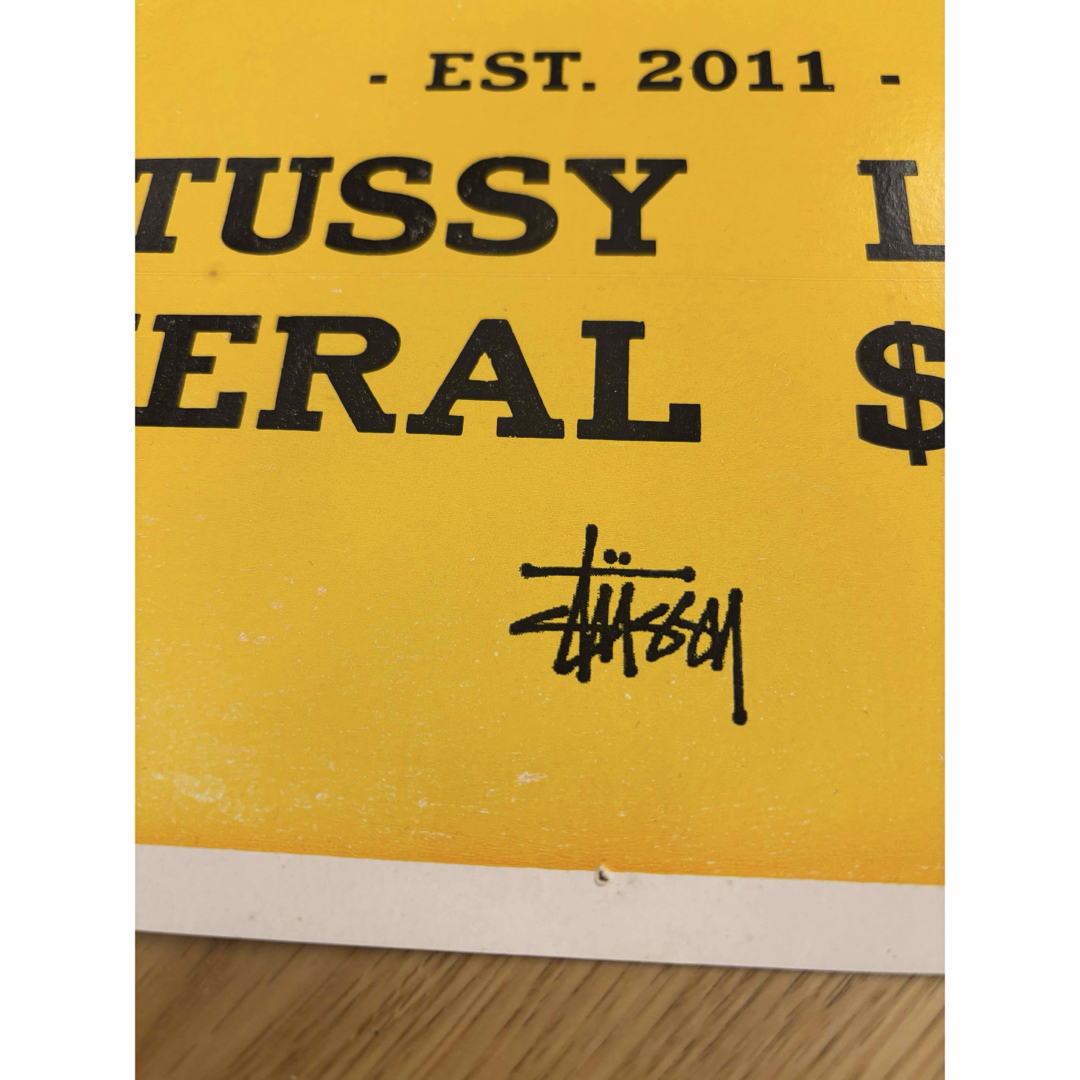 - EST. 2011 -
TUSSY L
ERAL $
Stüssy